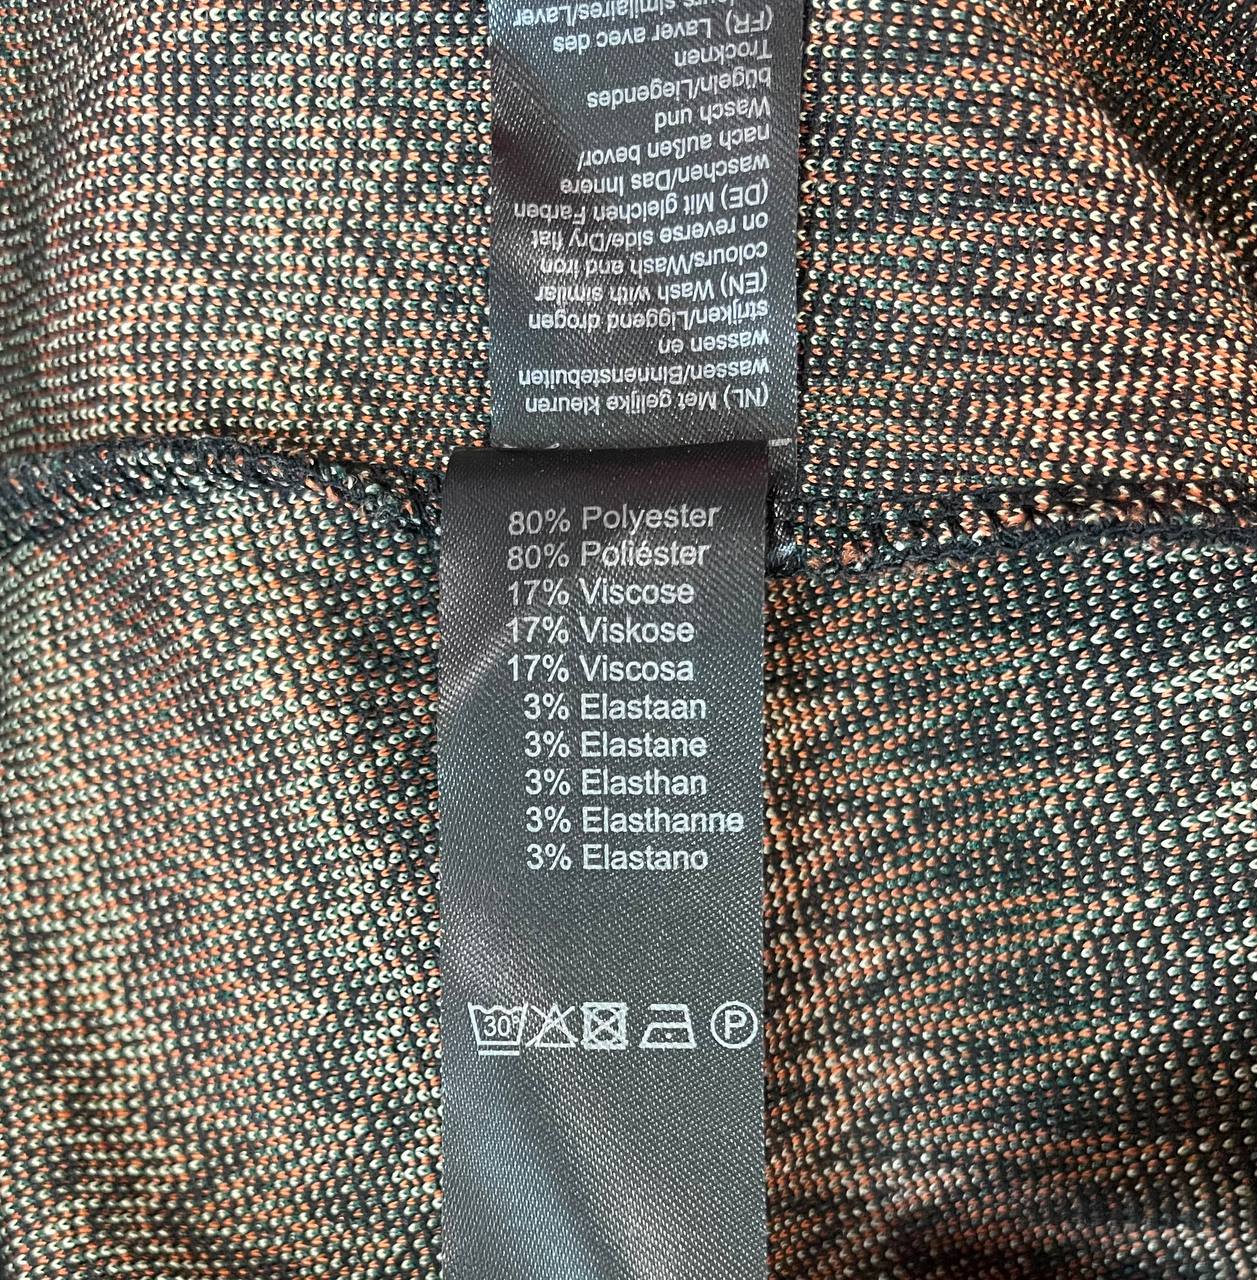 80% Polyester
80% Poliéster
17% Viscose
17% Viskose
17% Viscosa
3% Elastaan
3% Elastane
3% Elasthan
3% Elasthanne
3% Elastano
30
P
(NL) Met gelijke kleuren
wassen/Binnenstebuiten
wassen en
strijken/Liggend drogen
(EN) Wash with similar
colours/Wash and iron
on reverse side/Dry flat
(DE) Mit gleichen Farben
waschen/Das Innere
nach außen bevor/
Wasch und
bügeln/Liegendes
Trocknen
(FR) Laver avec des
similaires/Laver